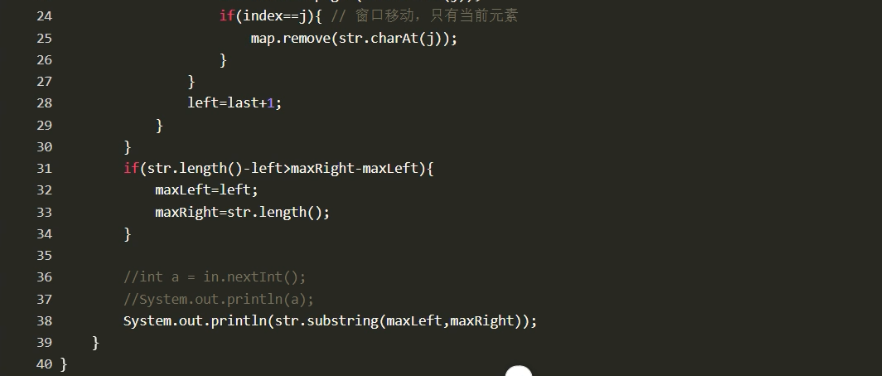 24 if(index==j){ // 窗口移动，只有当前元素
25 map.remove(str.charAt(j));
26 }
27 }
28 left=last+1;
29 }
30 }
31 if(str.length()-left>maxRight-maxLeft){
32 maxLeft=left;
33 maxRight=str.length();
34 }
35
36 //int a = in.nextInt();
37 //System.out.println(a);
38 System.out.println(str.substring(maxLeft,maxRight));
39 }
40 }